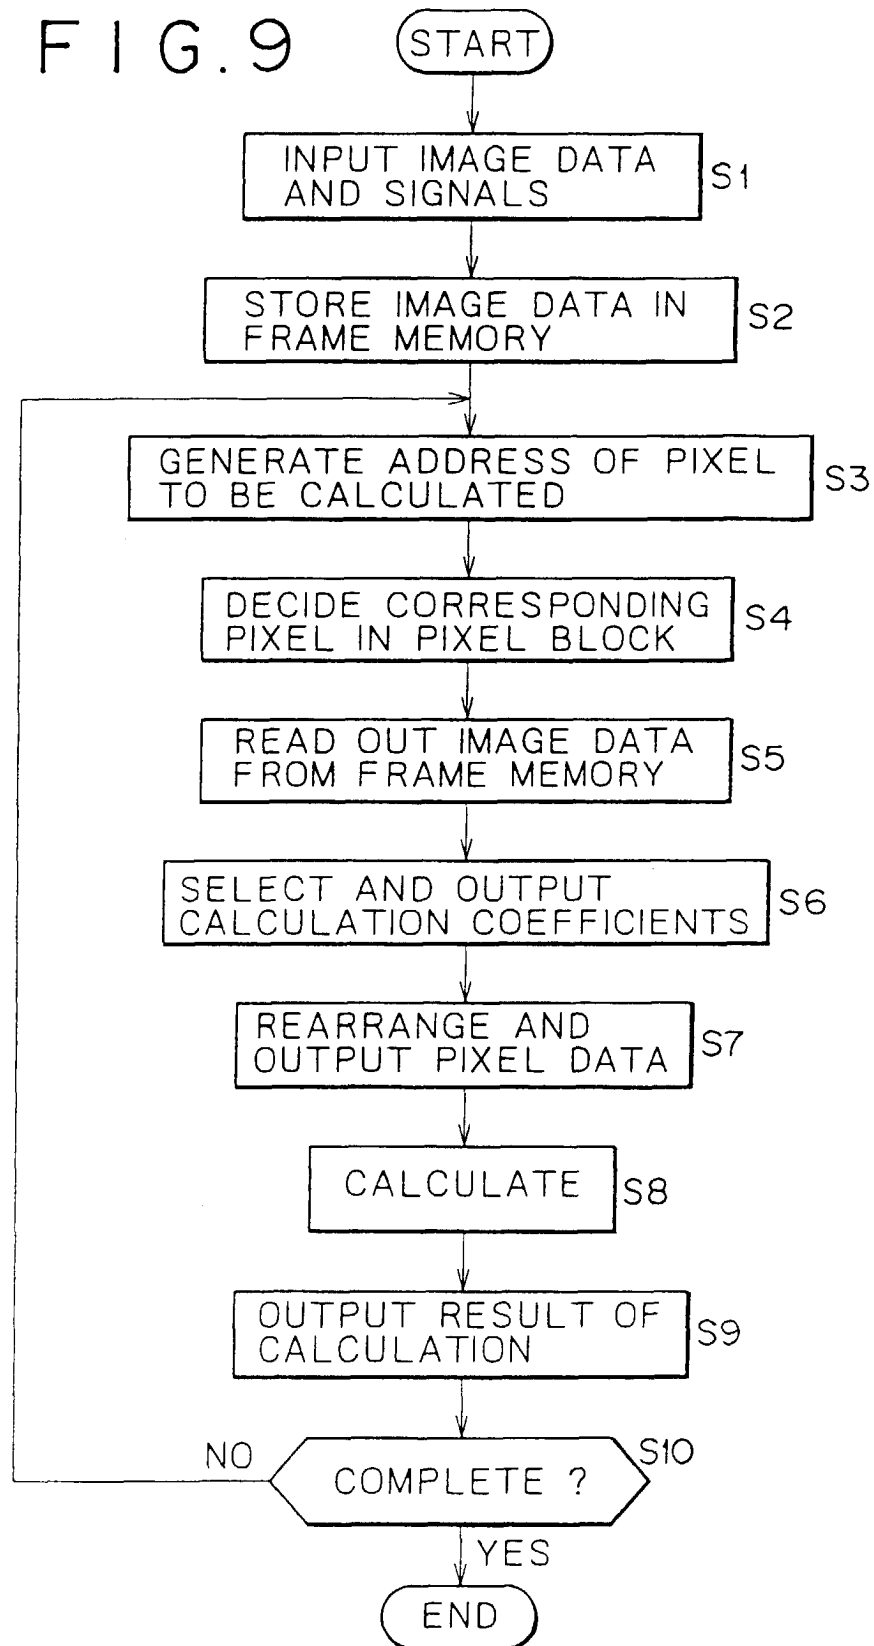 FIG.9
START
INPUT IMAGE DATA
AND SIGNALS
S1
STORE IMAGE DATA IN
FRAME MEMORY
S2
GENERATE ADDRESS OF PIXEL
TO BE CALCULATED
S3
DECIDE CORRESPONDING
PIXEL IN PIXEL BLOCK
S4
READ OUT IMAGE DATA
FROM FRAME MEMORY
S5
SELECT AND OUTPUT
CALCULATION COEFFICIENTS
S6
REARRANGE AND
OUTPUT PIXEL DATA
S7
CALCULATE
S8
OUTPUT RESULT OF
CALCULATION
S9
NO
COMPLETE ?
S10
YES
END